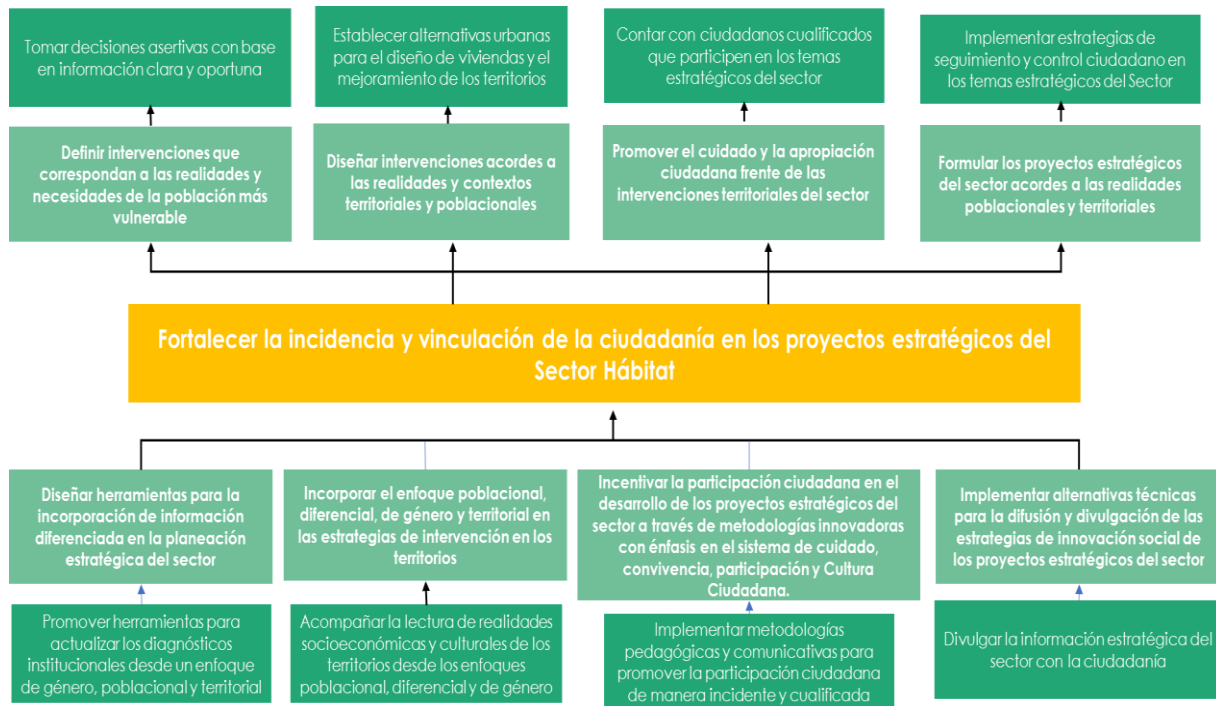 Tomar decisiones asertivas con base
en información clara y oportuna
Establecer alternativas urbanas
para el diseño de viviendas y el
mejoramiento de los territorios
Contar con ciudadanos cualificados
que participen en los temas
estratégicos del sector
Implementar estrategias de
seguimiento y control ciudadano en
los temas estratégicos del Sector
Definir intervenciones que
correspondan a las realidades y
necesidades de la población más
vulnerable
Diseñar intervenciones acordes a
las realidades y contextos
territoriales y poblacionales
Promover el cuidado y la apropiación
ciudadana frente de las
intervenciones territoriales del sector
Formular los proyectos estratégicos
del sector acordes a las realidades
poblacionales y territoriales
Fortalecer la incidencia y vinculación de la ciudadanía en los proyectos estratégicos del
Sector Hábitat
Diseñar herramientas para la
incorporación de información
diferenciada en la planeación
estratégica del sector
Incorporar el enfoque poblacional,
diferencial, de género y territorial en
las estrategias de intervención en los
territorios
Incentivar la participación ciudadana en el
desarrollo de los proyectos estratégicos del
sector a través de metodologías innovadoras
con énfasis en el sistema de cuidado,
convivencia, participación y Cultura
Ciudadana.
Implementar alternativas técnicas
para la difusión y divulgación de las
estrategias de innovación social de
los proyectos estratégicos del sector
Promover herramientas para
actualizar los diagnósticos
institucionales desde un enfoque
de género, poblacional y territorial
Acompañar la lectura de realidades
socioeconómicas y culturales de los
territorios desde los enfoques
poblacional, diferencial y de género
Implementar metodologías
pedagógicas y comunicativas para
promover la participación ciudadana
de manera incidente y cualificada
Divulgar la información estratégica del
sector con la ciudadanía